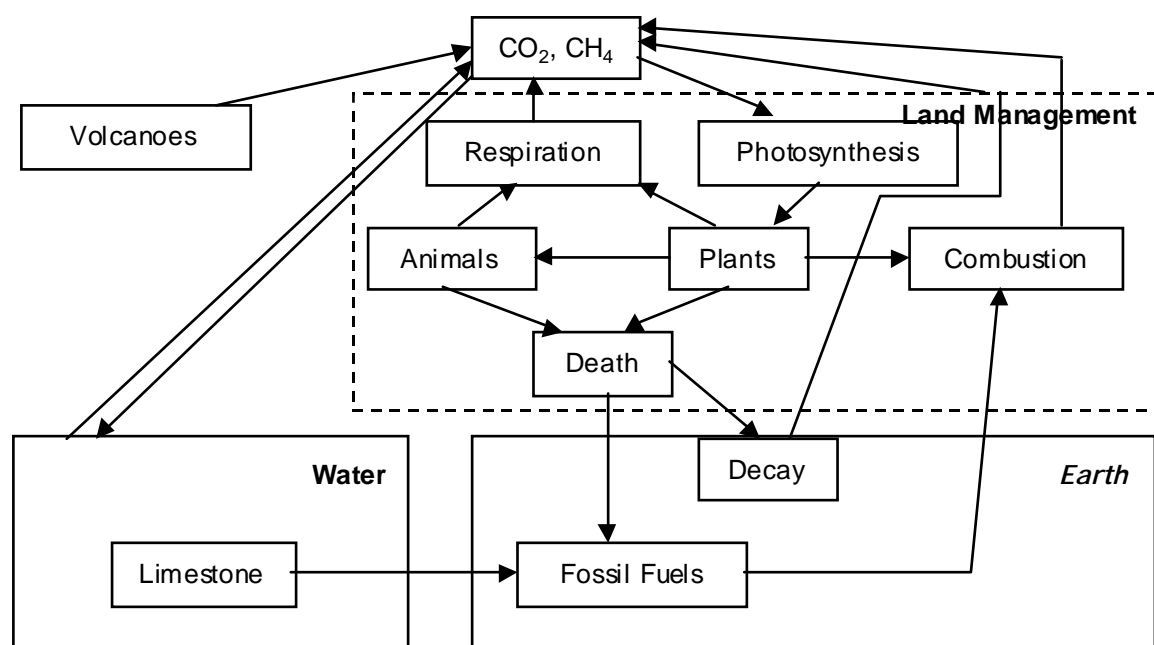 CO₂, CH₄
Land Management
Volcanoes
Respiration
Photosynthesis
Animals
Plants
Combustion
Death
Water
Decay
Earth
Limestone
Fossil Fuels